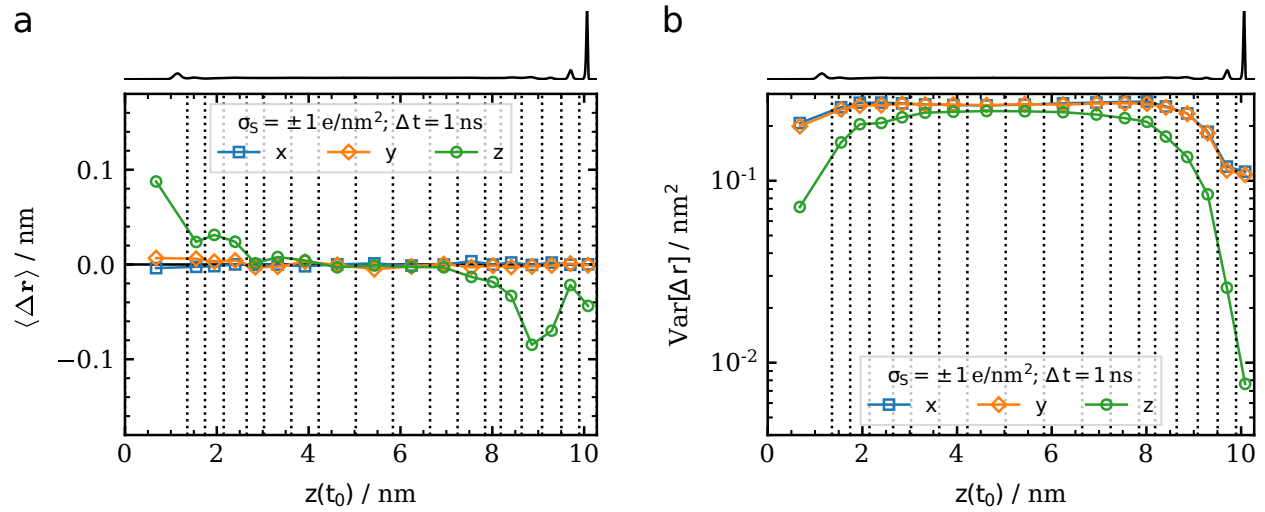 a
σS = ± 1 e/nm²; Δt = 1 ns
x y z
0.1
0.0
−0.1
⟨Δr⟩ / nm
0 2 4 6 8 10
z(t₀) / nm
b
10⁻¹
10⁻²
Var[Δr] / nm²
σS = ± 1 e/nm²; Δt = 1 ns
x y z
0 2 4 6 8 10
z(t₀) / nm